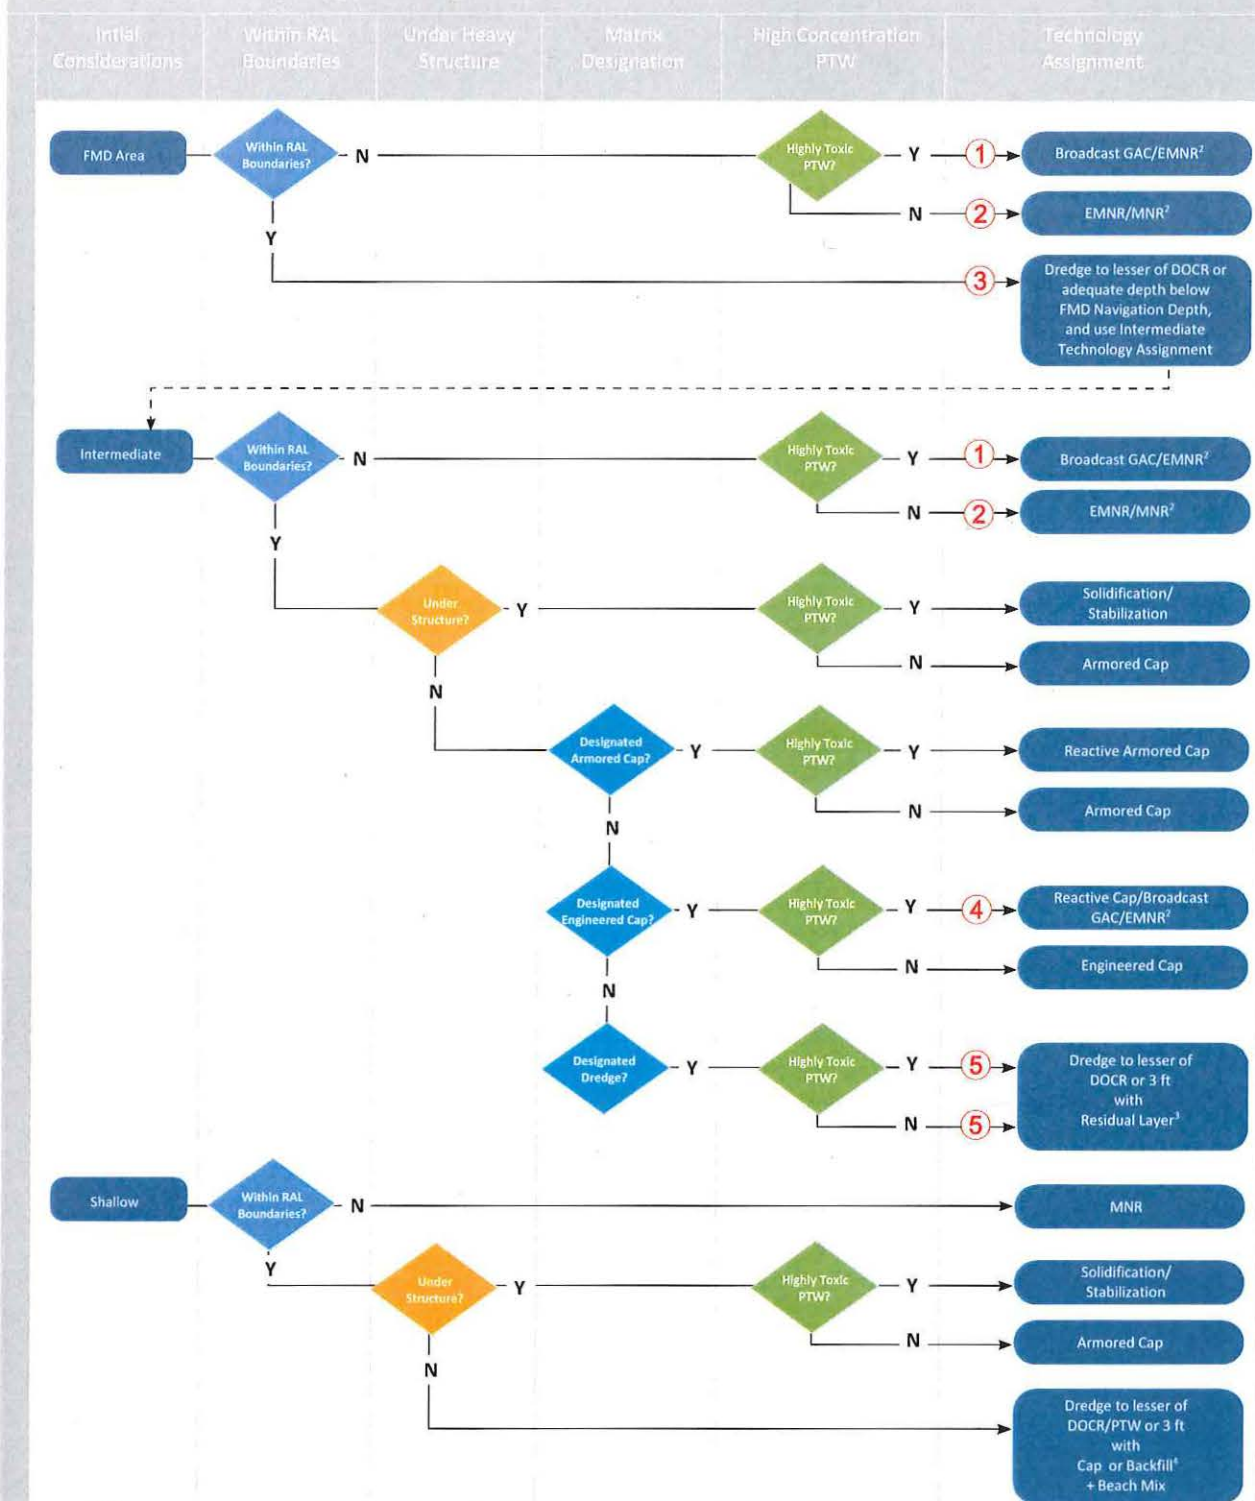 Intial Considerations
Within RAL Boundaries
Under Heavy Structure
Matrix Designation
High Concentration PTW
Technology Assignment
FMD Area
Within RAL
Boundaries?
N
Highly Toxic
PTW?
Y
1
Broadcast GAC/EMNR²
N
2
EMNR/MNR²
Y
3
Dredge to lesser of DOCR or
adequate depth below
FMD Navigation Depth,
and use Intermediate
Technology Assignment
Intermediate
Within RAL
Boundaries?
N
Highly Toxic
PTW?
Y
1
Broadcast GAC/EMNR²
N
2
EMNR/MNR²
Y
Under
Structure?
Y
Highly Toxic
PTW?
Y
Solidification/
Stabilization
N
Armored Cap
N
Designated
Armored Cap?
Y
Highly Toxic
PTW?
Y
Reactive Armored Cap
N
Armored Cap
N
Designated
Engineered Cap?
Y
Highly Toxic
PTW?
Y
4
Reactive Cap/Broadcast
GAC/EMNR²
N
Engineered Cap
N
Designated
Dredge?
Y
Highly Toxic
PTW?
Y
5
Dredge to lesser of
DOCR or 3 ft
with
Residual Layer³
N
5
Shallow
Within RAL
Boundaries?
N
MNR
Y
Under
Structure?
Y
Highly Toxic
PTW?
Y
Solidification/
Stabilization
N
Armored Cap
N
Dredge to lesser of
DOCR/PTW or 3 ft
with
Cap or Backfill⁴
+ Beach Mix